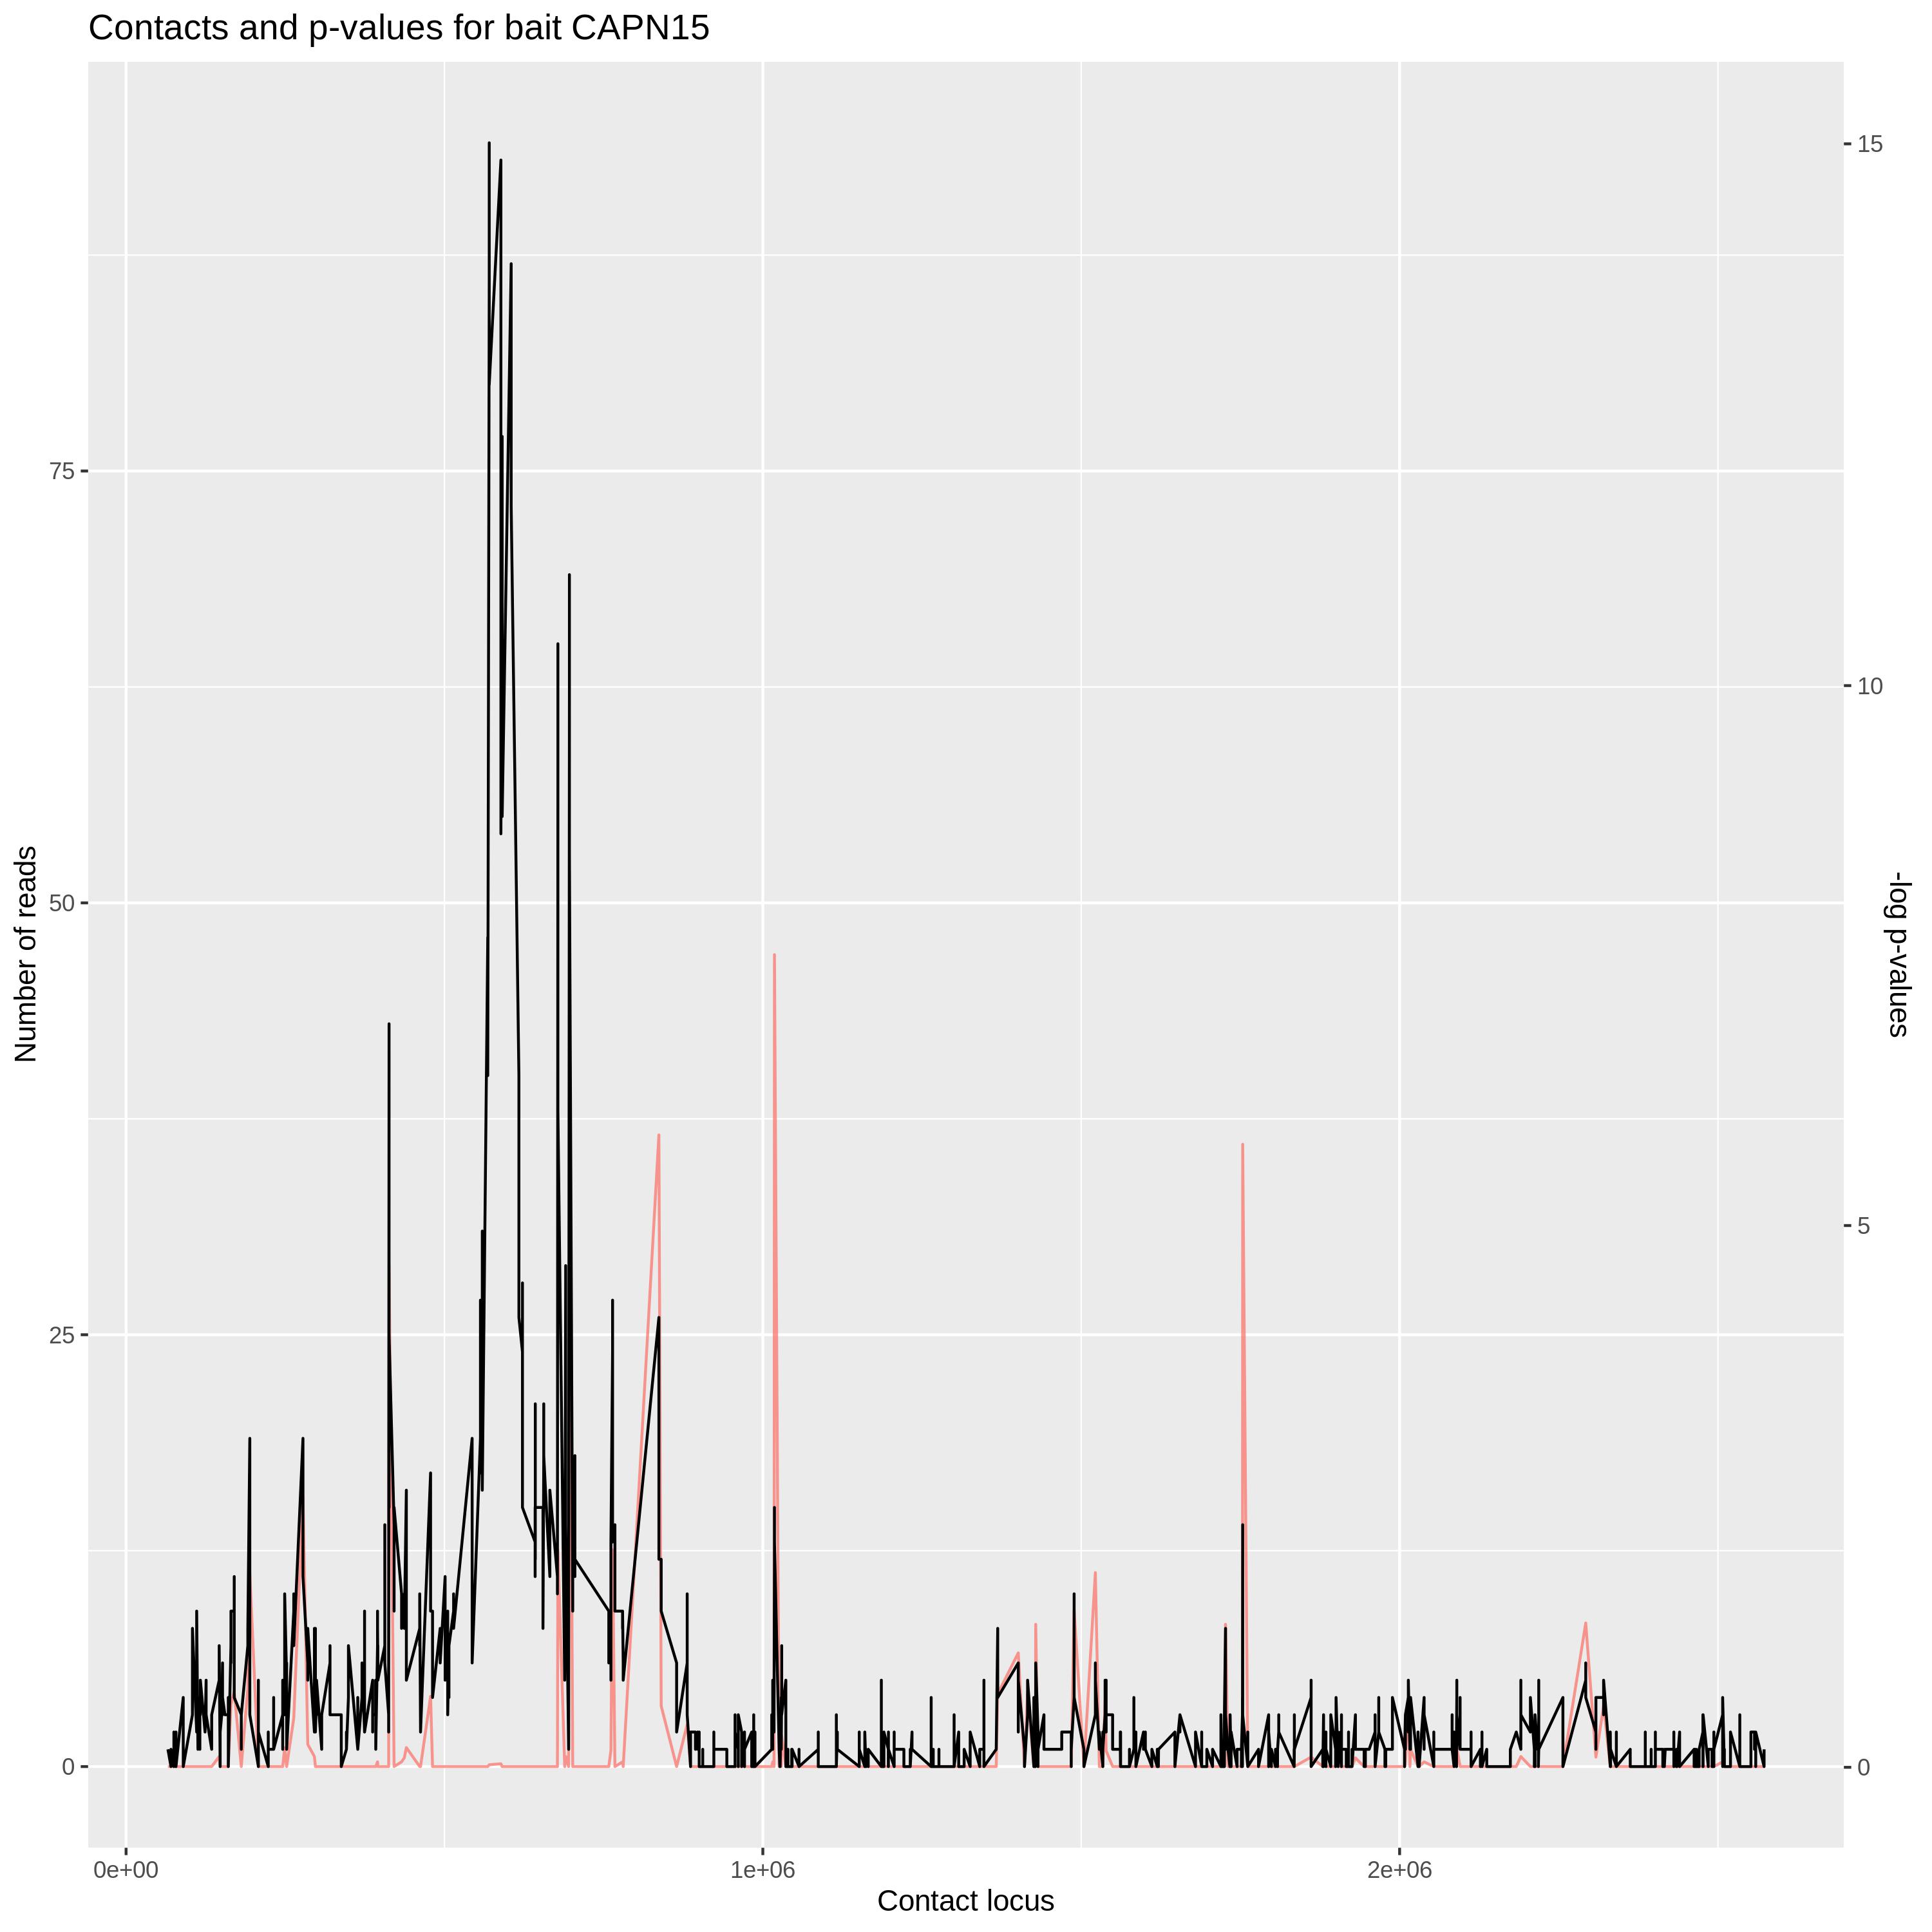 Contacts and p-values for bait CAPN15
15
75
10
50
Number of reads
-log p-values
5
25
0
0
0e+00
1e+06
2e+06
Contact locus